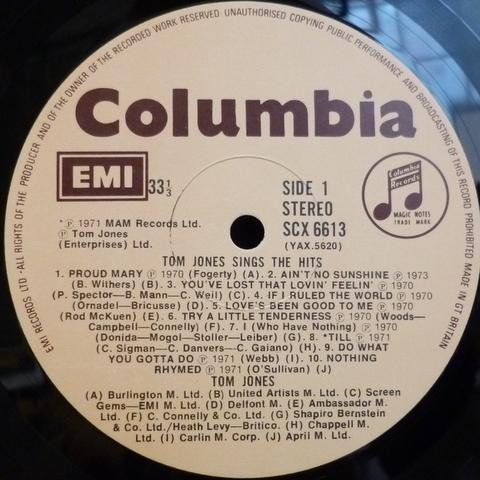 EMI RECORDS LTD - ALL RIGHTS OF THE PRODUCER AND OF THE OWNER OF THE RECORDED WORK RESERVED UNAUTHORISED COPYING PUBLIC PERFORMANCE AND BROADCASTING OF THIS RECORD PROHIBITED MADE IN GT BRITAIN
Columbia
EMI 33⅓
SIDE 1
STEREO
SCX 6613
(YAX.5620)
Columbia
Records
MAGIC NOTES
TRADE MARK
*℗ 1971 MAM Records Ltd.
℗ Tom Jones
(Enterprises) Ltd.
TOM JONES SINGS THE HITS
1. PROUD MARY ℗ 1970 (Fogerty) (A). 2. AIN'T NO SUNSHINE ℗ 1973
(B. Withers) (B). 3. YOU'VE LOST THAT LOVIN' FEELIN' ℗ 1970
(P. Spector—B. Mann—C. Weil) (C). 4. IF I RULED THE WORLD ℗ 1970
(Ornadel—Bricusse) (D). 5. LOVE'S BEEN GOOD TO ME ℗ 1970
(Rod McKuen) (E). 6. TRY A LITTLE TENDERNESS ℗ 1970 (Woods—
Campbell—Connelly) (F). 7. I (Who Have Nothing) ℗ 1970
(Donida—Mogol—Stoller—Leiber) (G). 8. *TILL ℗ 1971
(C. Sigman—C. Danvers—C. Gaiano) (H). 9. DO WHAT
YOU GOTTA DO ℗ 1971 (Webb) (I). 10. NOTHING
RHYMED ℗ 1971 (O'Sullivan) (J)
TOM JONES
(A) Burlington M. Ltd. (B) United Artists M. Ltd. (C) Screen
Gems—EMI M. Ltd. (D) Delfont M. (E) Ambassador M.
Ltd. (F) C. Connelly & Co. Ltd. (G) Shapiro Bernstein
& Co. Ltd./Heath Levy—Britico. (H) Chappell M.
Ltd. (I) Carlin M. Corp. (J) April M. Ltd.